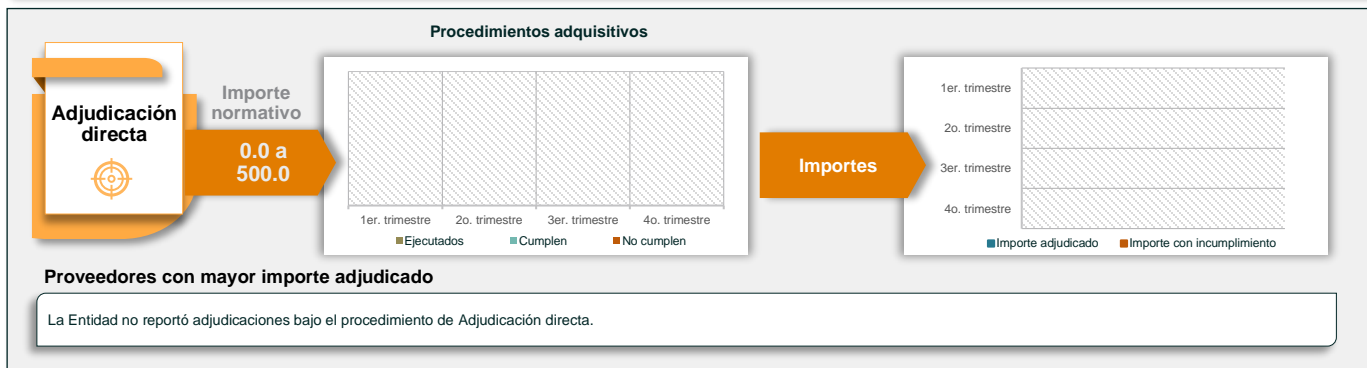 Procedimientos adquisitivos
Adjudicación
directa
Importe
normativo
0.0 a
500.0
1er. trimestre
2o. trimestre
3er. trimestre
4o. trimestre
Ejecutados
Cumplen
No cumplen
Importes
1er. trimestre
2o. trimestre
3er. trimestre
4o. trimestre
Importe adjudicado
Importe con incumplimiento
Proveedores con mayor importe adjudicado
La Entidad no reportó adjudicaciones bajo el procedimiento de Adjudicación directa.